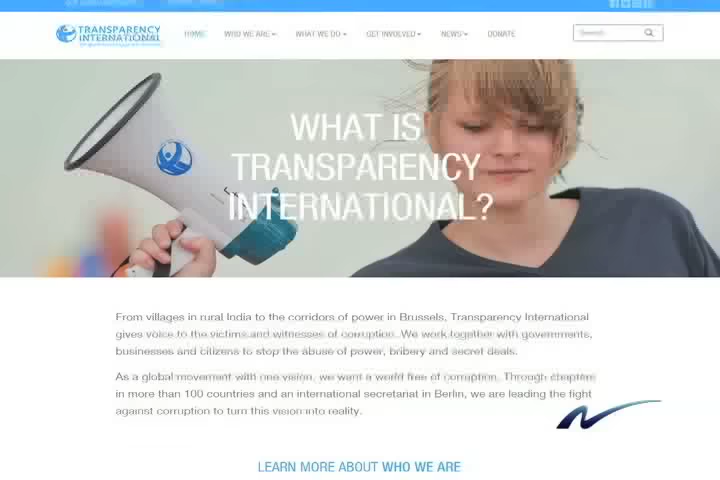 TRANSPARENCY
INTERNATIONAL
HOME WHO WE ARE WHAT WE DO GET INVOLVED NEWS DONATE
WHAT IS
TRANSPARENCY
INTERNATIONAL?
From villages in rural India to the corridors of power in Brussels, Transparency International
gives voice to the victims and witnesses of corruption. We work together with governments,
businesses and citizens to stop the abuse of power, bribery and secret deals.
As a global movement with one vision, we want a world free of corruption. Through chapters
in more than 100 countries and an international secretariat in Berlin, we are leading the fight
against corruption to turn this vision into reality.
LEARN MORE ABOUT WHO WE ARE